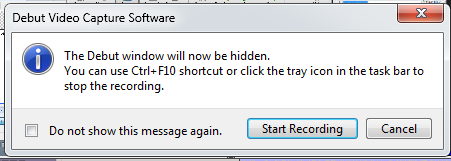 Debut Video Capture Software
The Debut window will now be hidden.
You can use Ctrl+F10 shortcut or click the tray icon in the task bar to
stop the recording.
Do not show this message again.
Start Recording
Cancel